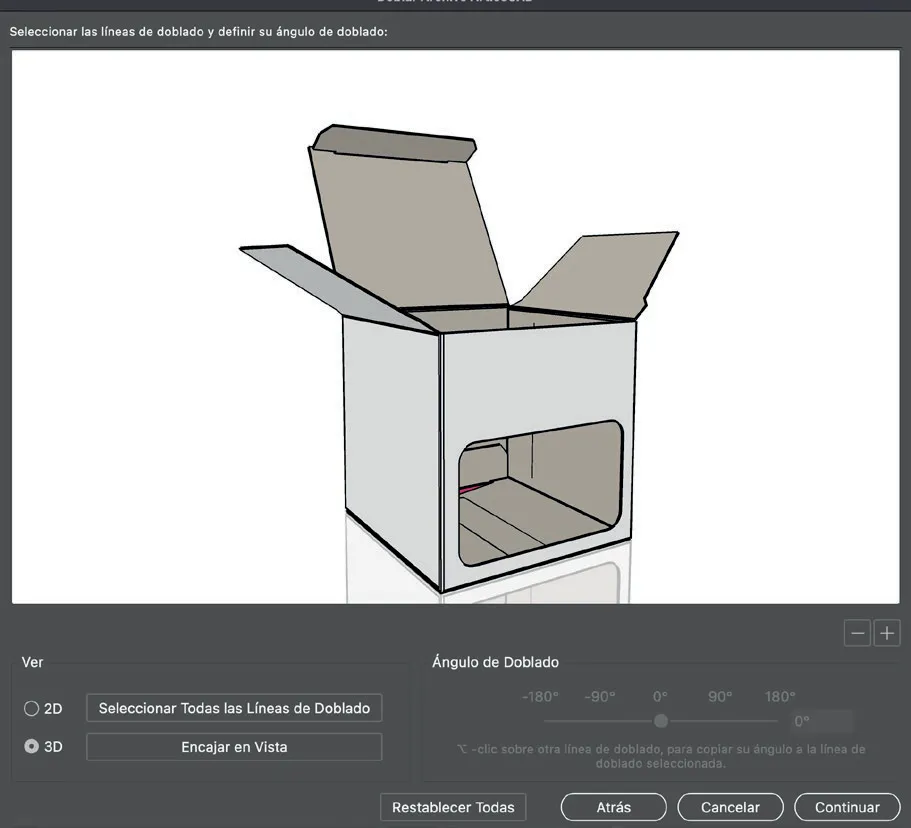 Seleccionar las líneas de doblado y definir su ángulo de doblado:
Ver
2D
Seleccionar Todas las Líneas de Doblado
3D
Encajar en Vista
Ángulo de Doblado
-180° -90° 0° 90° 180°
0°
⌥ -clic sobre otra línea de doblado, para copiar su ángulo a la línea de
doblado seleccionada.
Restablecer Todas
Atrás
Cancelar
Continuar